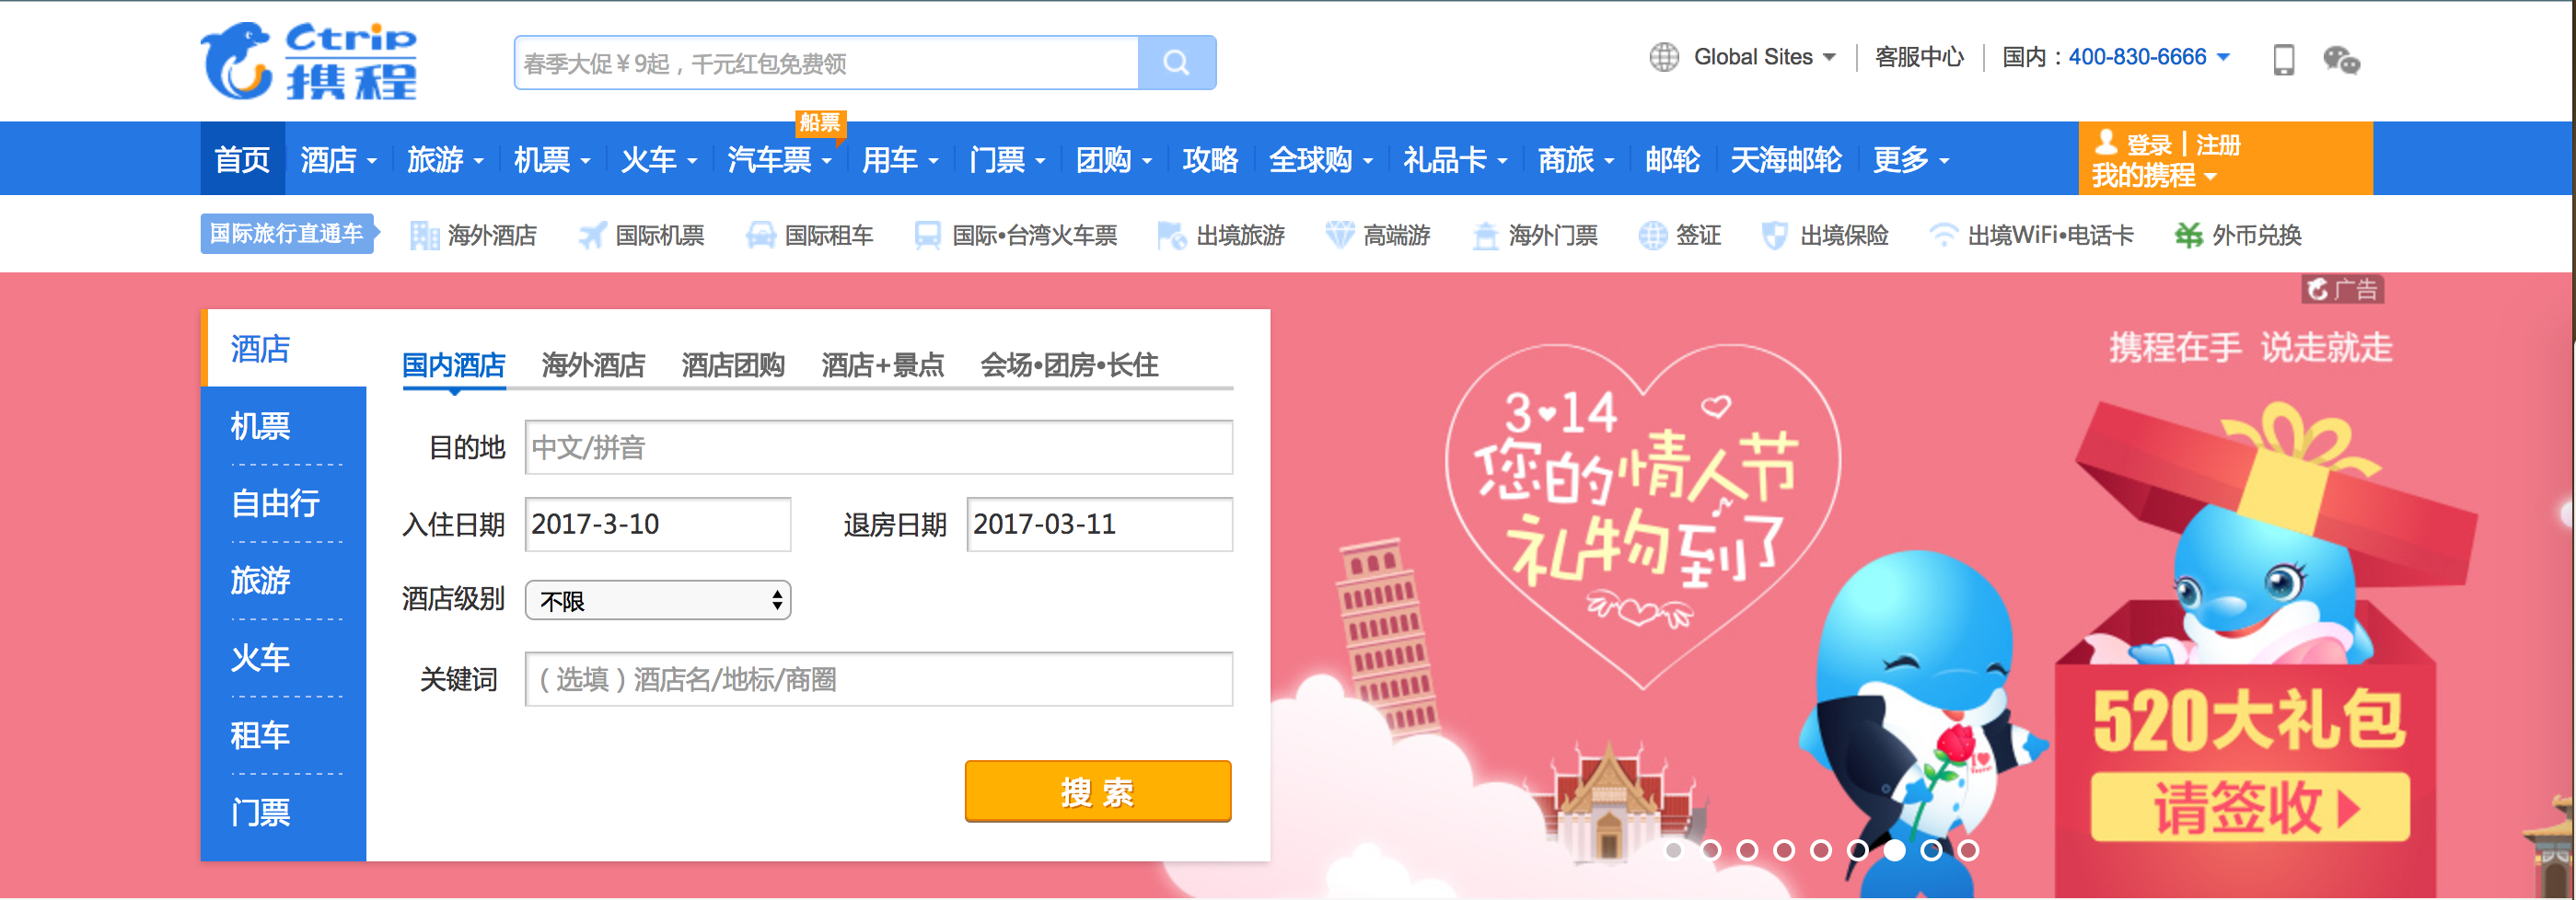 Ctrip
携程
春季大促￥9起，千元红包免费领
Global Sites
客服中心
国内：400-830-6666
船票
首页 酒店 旅游 机票 火车 汽车票 用车 门票 团购 攻略 全球购 礼品卡 商旅 邮轮 天海邮轮 更多
登录 | 注册
我的携程
国际旅行直通车 海外酒店 国际机票 国际租车 国际•台湾火车票 出境旅游 高端游 海外门票 签证 出境保险 出境WiFi•电话卡 外币兑换
广告
酒店
机票
自由行
旅游
火车
租车
门票
国内酒店 海外酒店 酒店团购 酒店+景点 会场•团房•长住
目的地 中文/拼音
入住日期 2017-3-10 退房日期 2017-03-11
酒店级别 不限
关键词 （选填）酒店名/地标/商圈
搜索
携程在手 说走就走
3♥14
您的情人节
礼物到了
520大礼包
请签收